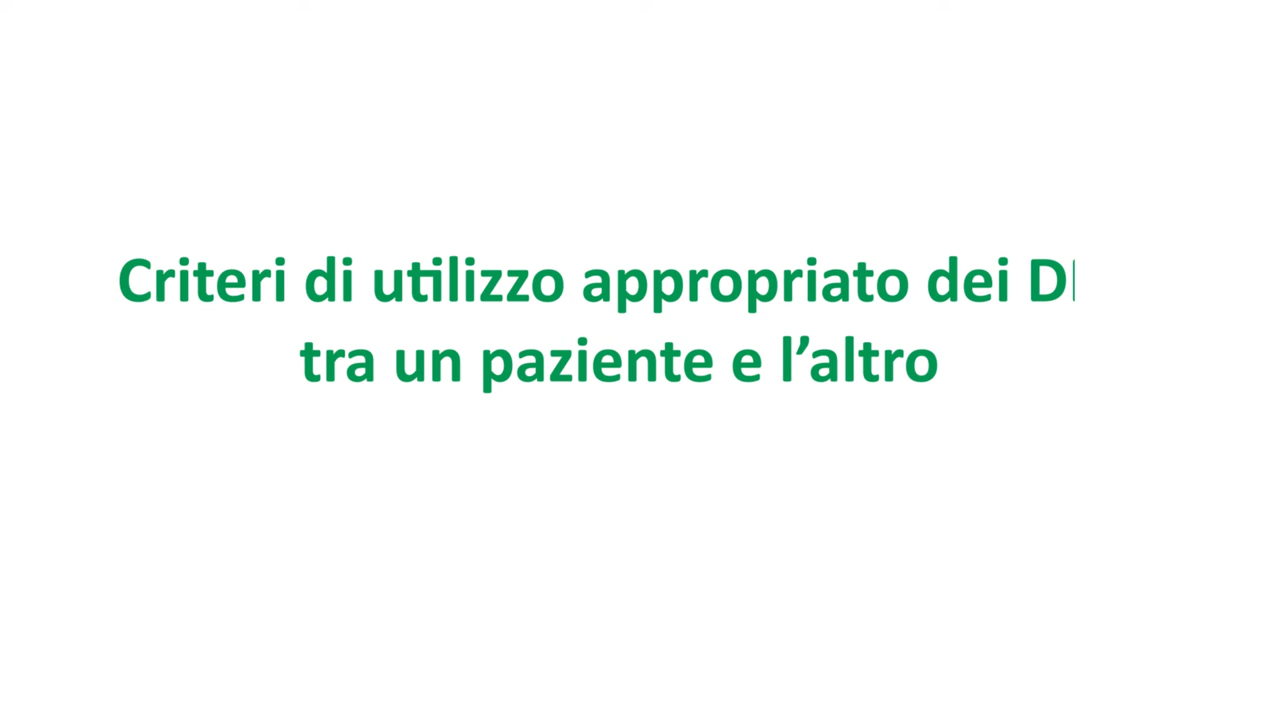 Criteri di utilizzo appropriato dei
tra un paziente e l’altro